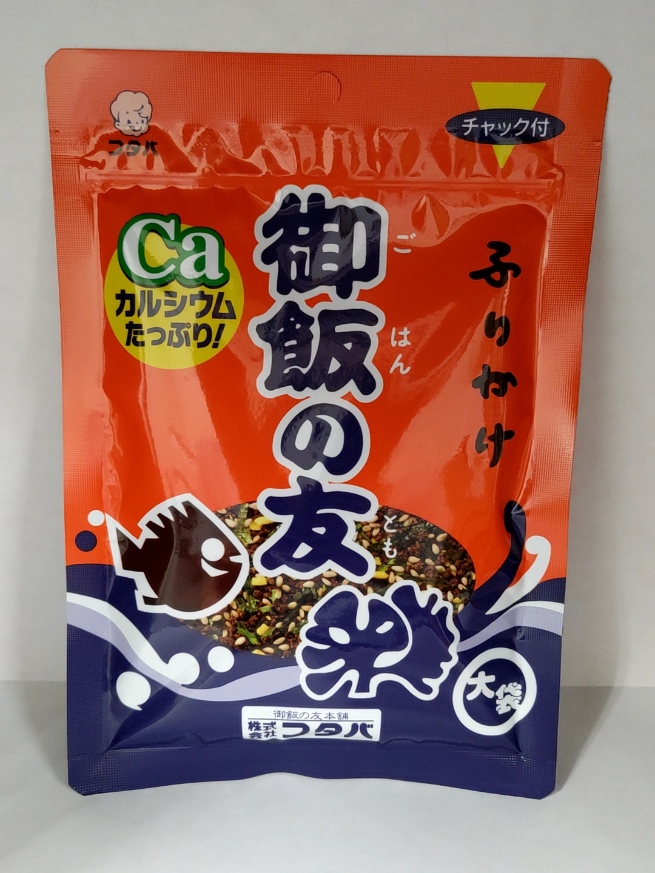 フタバ
チャック付
Ca
カルシウム
たっぷり!
御飯の友
ごはん
とも
ふりかけ
大袋
御飯の友本舗
株式会社フタバ